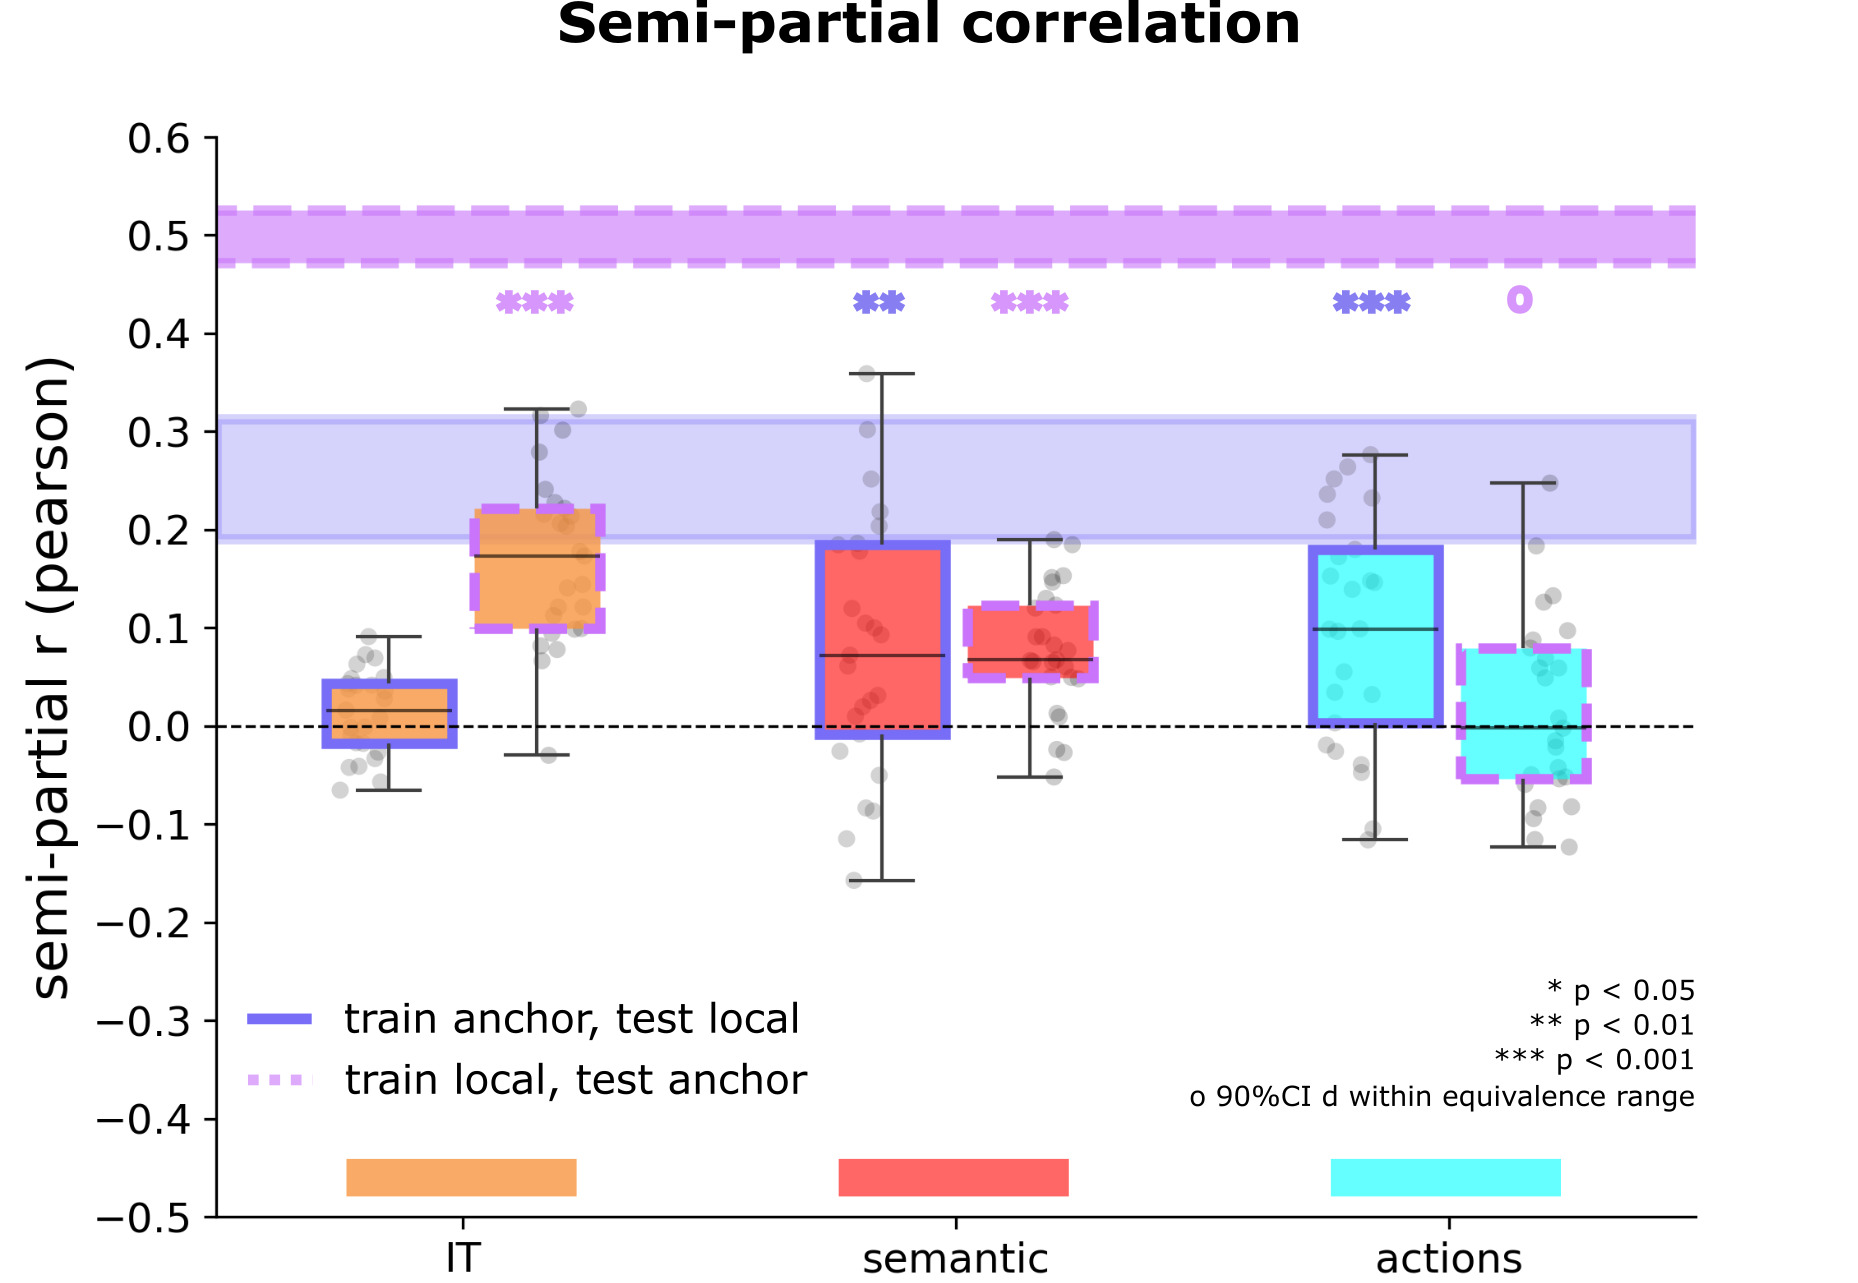 Semi-partial correlation
semi-partial r (pearson)
0.6
0.5
0.4
0.3
0.2
0.1
0.0
−0.1
−0.2
−0.3
−0.4
−0.5
*** ** *** *** o
train anchor, test local
train local, test anchor
* p < 0.05
** p < 0.01
*** p < 0.001
o 90%CI d within equivalence range
IT semantic actions